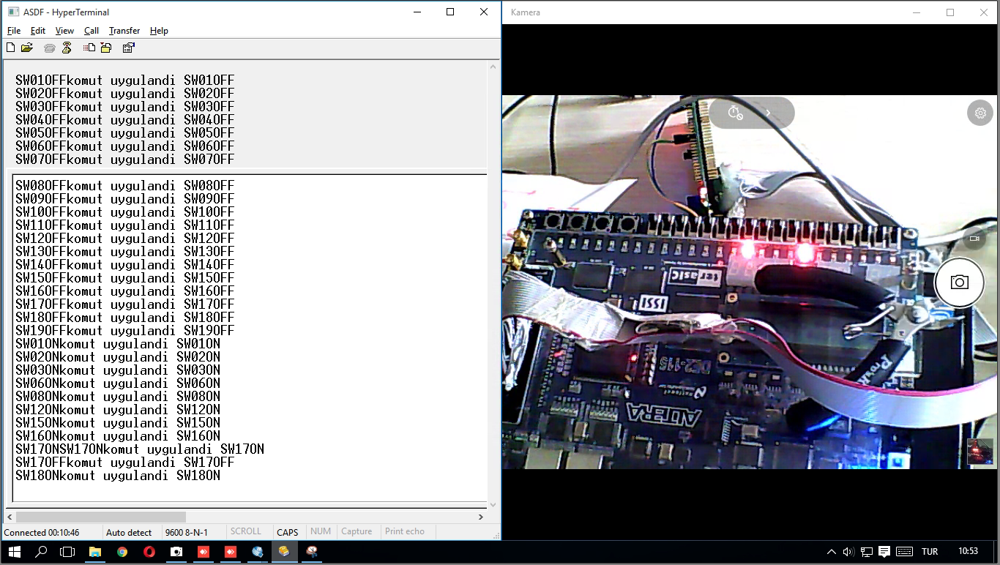 ASDF - HyperTerminal
File Edit View Call Transfer Help
SW01OFFkomut uygulandi SW01OFF
SW02OFFkomut uygulandi SW02OFF
SW03OFFkomut uygulandi SW03OFF
SW04OFFkomut uygulandi SW04OFF
SW05OFFkomut uygulandi SW05OFF
SW06OFFkomut uygulandi SW06OFF
SW07OFFkomut uygulandi SW07OFF
SW08OFFkomut uygulandi SW08OFF
SW09OFFkomut uygulandi SW09OFF
SW10OFFkomut uygulandi SW10OFF
SW11OFFkomut uygulandi SW11OFF
SW12OFFkomut uygulandi SW12OFF
SW13OFFkomut uygulandi SW13OFF
SW14OFFkomut uygulandi SW14OFF
SW15OFFkomut uygulandi SW15OFF
SW16OFFkomut uygulandi SW16OFF
SW17OFFkomut uygulandi SW17OFF
SW18OFFkomut uygulandi SW18OFF
SW19OFFkomut uygulandi SW19OFF
SW01ONkomut uygulandi SW01ON
SW02ONkomut uygulandi SW02ON
SW03ONkomut uygulandi SW03ON
SW06ONkomut uygulandi SW06ON
SW08ONkomut uygulandi SW08ON
SW12ONkomut uygulandi SW12ON
SW15ONkomut uygulandi SW15ON
SW16ONkomut uygulandi SW16ON
SW17ONSW17ONkomut uygulandi SW17ON
SW17OFFkomut uygulandi SW17OFF
SW18ONkomut uygulandi SW18ON
Connected 00:10:46 Auto detect 9600 8-N-1 SCROLL CAPS NUM Capture Print echo
Kamera
terasIC
ISSI
DE2-115
ALTERA
TUR 10:53